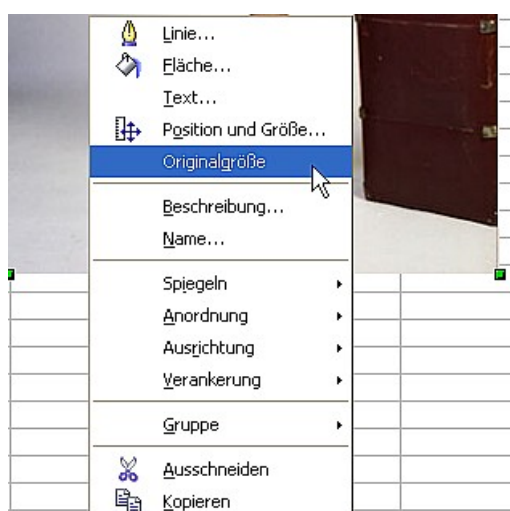 Linie...
Fläche...
Text...
Position und Größe...
Originalgröße
Beschreibung...
Name...
Spiegeln
Anordnung
Ausrichtung
Verankerung
Gruppe
Ausschneiden
Kopieren